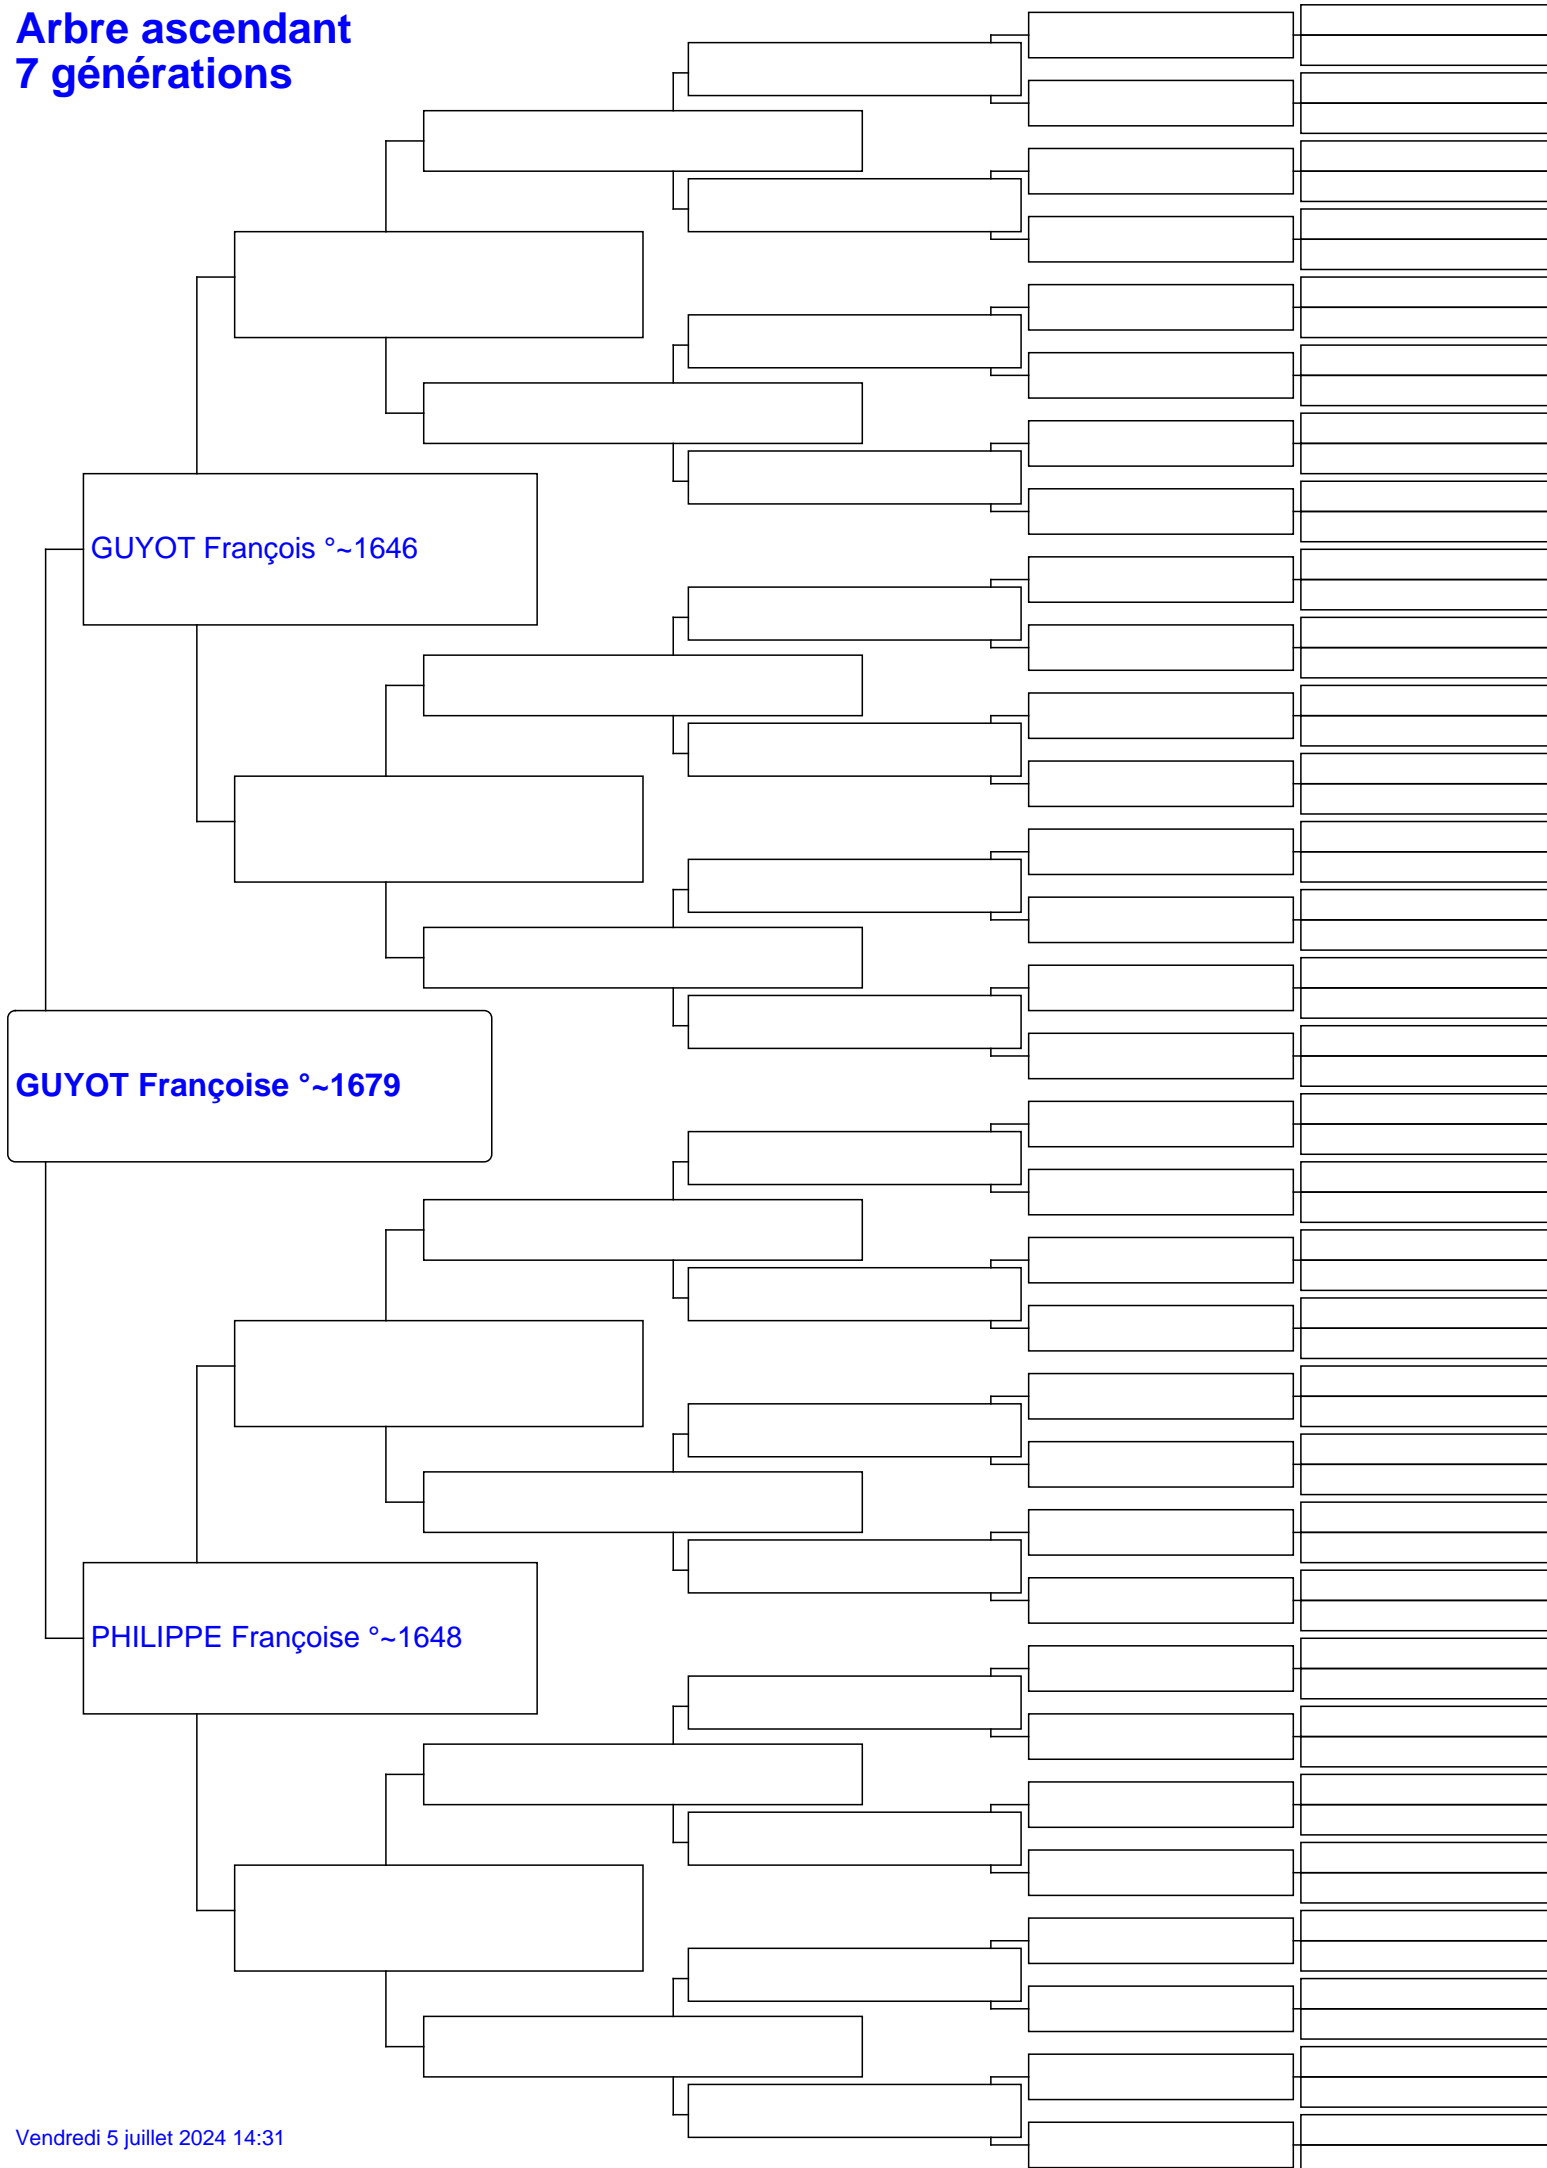 Arbre ascendant
7 générations
GUYOT François °~1646
GUYOT Françoise °~1679
PHILIPPE Françoise °~1648
Vendredi 5 juillet 2024 14:31